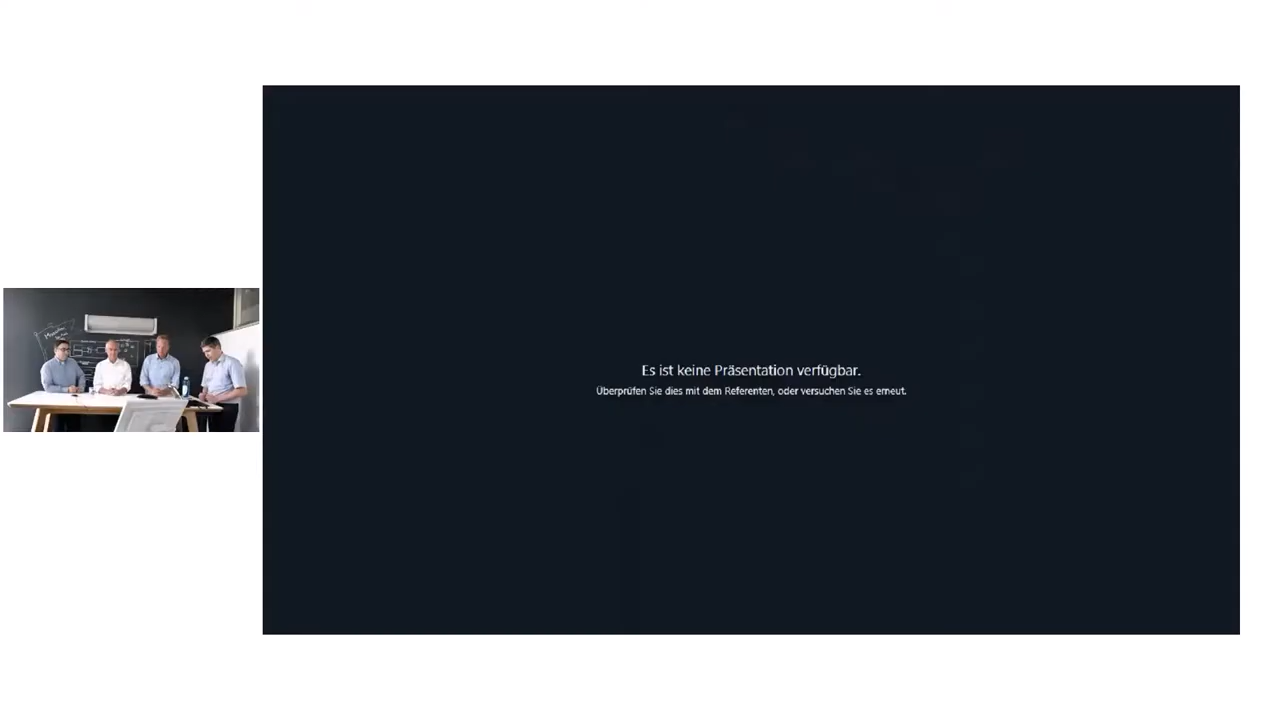 Es ist keine Präsentation verfügbar.
Überprüfen Sie dies mit dem Referenten, oder versuchen Sie es erneut.